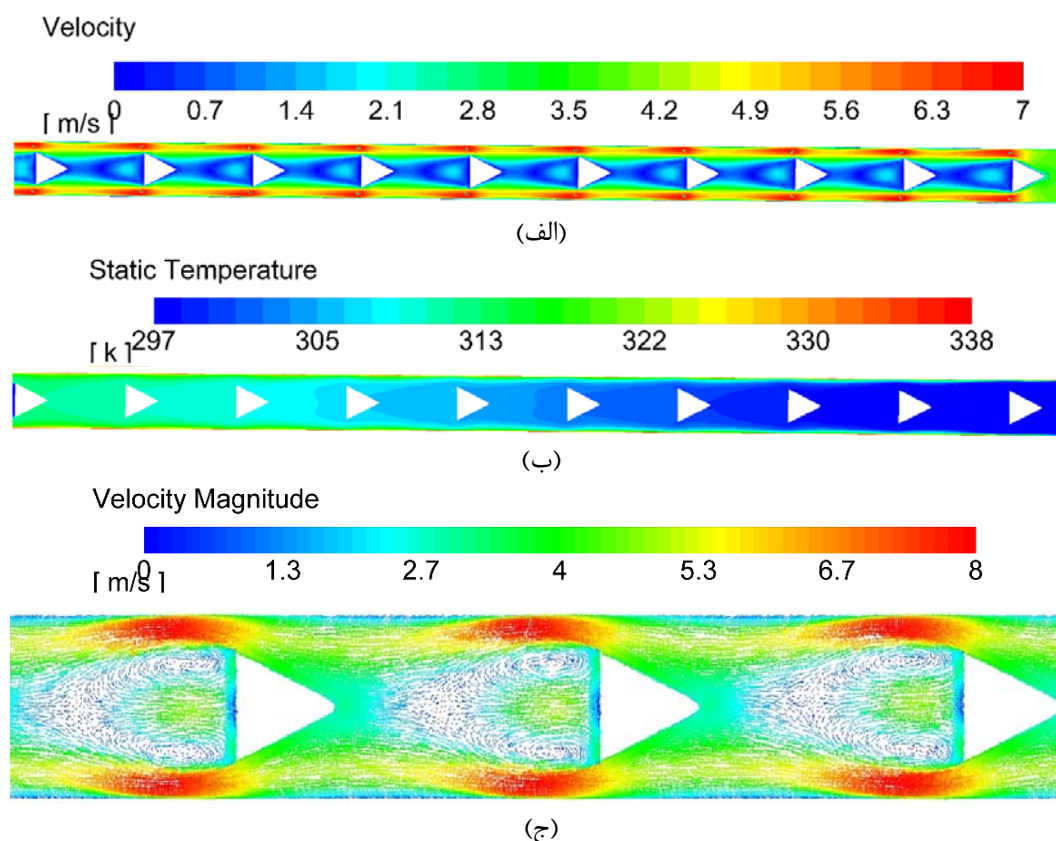 Velocity
0 0.7 1.4 2.1 2.8 3.5 4.2 4.9 5.6 6.3 7
[ m/s ]
(الف)
Static Temperature
297 305 313 322 330 338
[ k ]
(ب)
Velocity Magnitude
0 1.3 2.7 4 5.3 6.7 8
[ m/s ]
(ج)